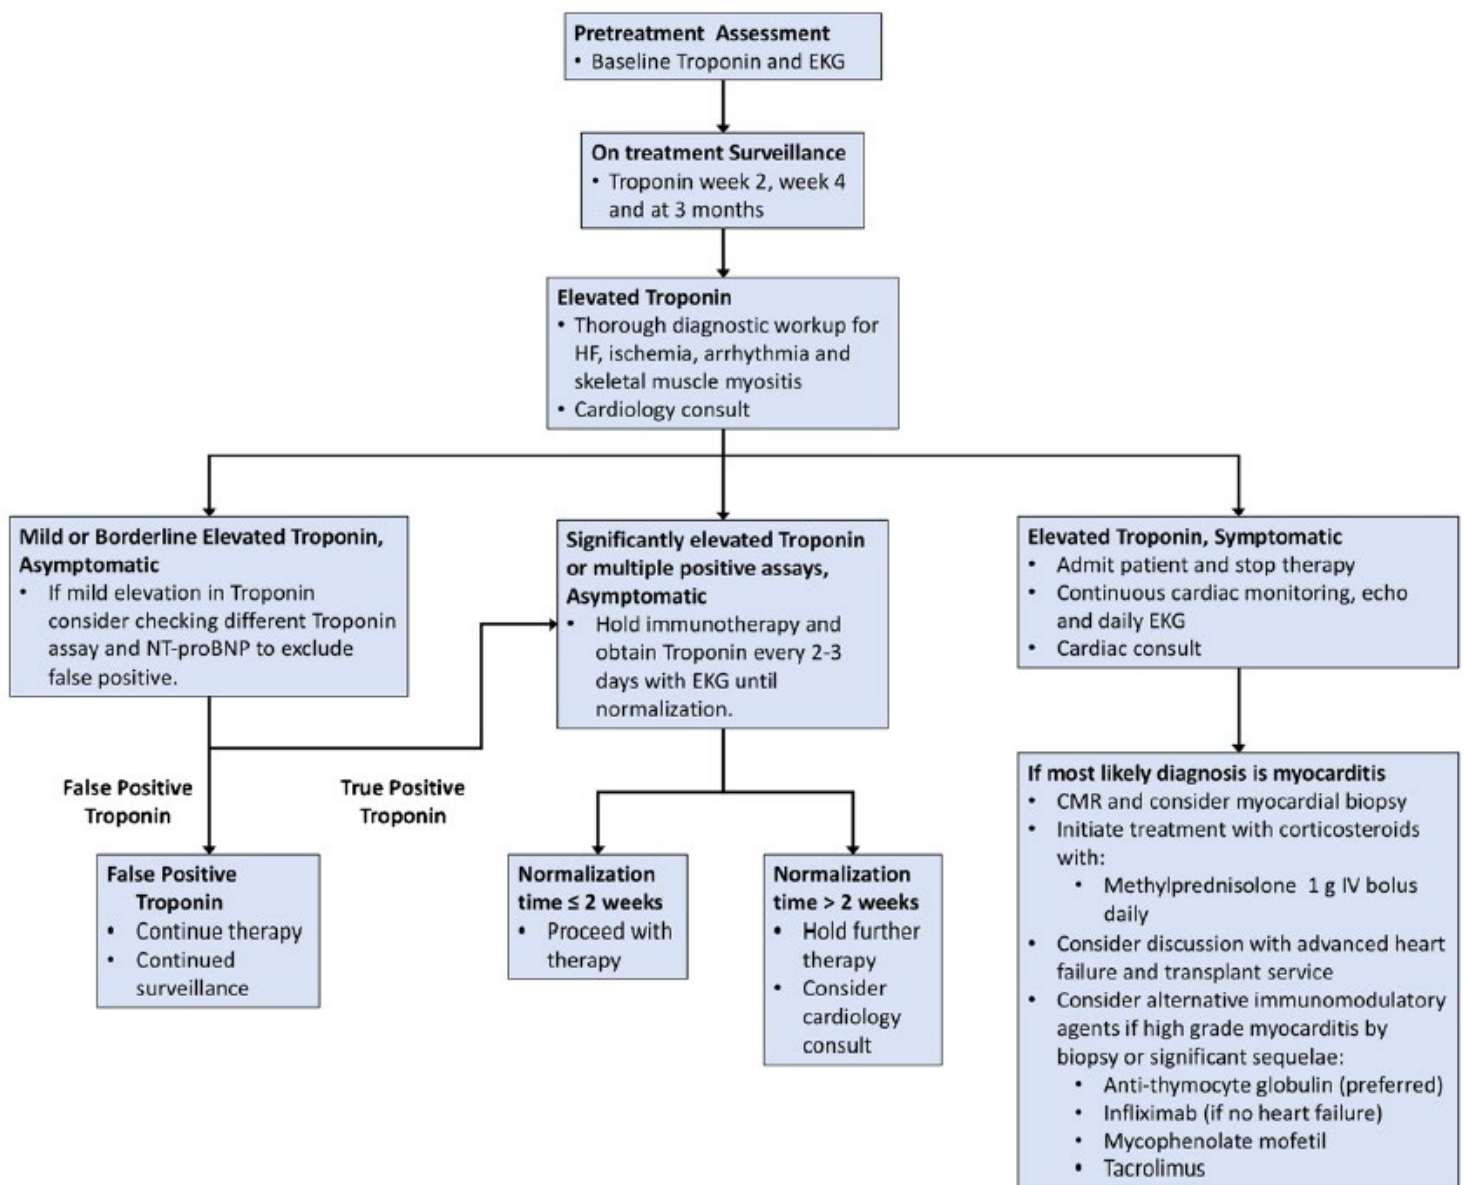 Pretreatment Assessment
• Baseline Troponin and EKG
On treatment Surveillance
• Troponin week 2, week 4
and at 3 months
Elevated Troponin
• Thorough diagnostic workup for
HF, ischemia, arrhythmia and
skeletal muscle myositis
• Cardiology consult
Mild or Borderline Elevated Troponin,
Asymptomatic
• If mild elevation in Troponin
consider checking different Troponin
assay and NT-proBNP to exclude
false positive.
Significantly elevated Troponin
or multiple positive assays,
Asymptomatic
• Hold immunotherapy and
obtain Troponin every 2-3
days with EKG until
normalization.
Elevated Troponin, Symptomatic
• Admit patient and stop therapy
• Continuous cardiac monitoring, echo
and daily EKG
• Cardiac consult
False Positive
Troponin
True Positive
Troponin
False Positive
Troponin
• Continue therapy
• Continued
surveillance
Normalization
time ≤ 2 weeks
• Proceed with
therapy
Normalization
time > 2 weeks
• Hold further
therapy
• Consider
cardiology
consult
If most likely diagnosis is myocarditis
• CMR and consider myocardial biopsy
• Initiate treatment with corticosteroids
with:
• Methylprednisolone 1 g IV bolus
daily
• Consider discussion with advanced heart
failure and transplant service
• Consider alternative immunomodulatory
agents if high grade myocarditis by
biopsy or significant sequelae:
• Anti-thymocyte globulin (preferred)
• Infliximab (if no heart failure)
• Mycophenolate mofetil
• Tacrolimus